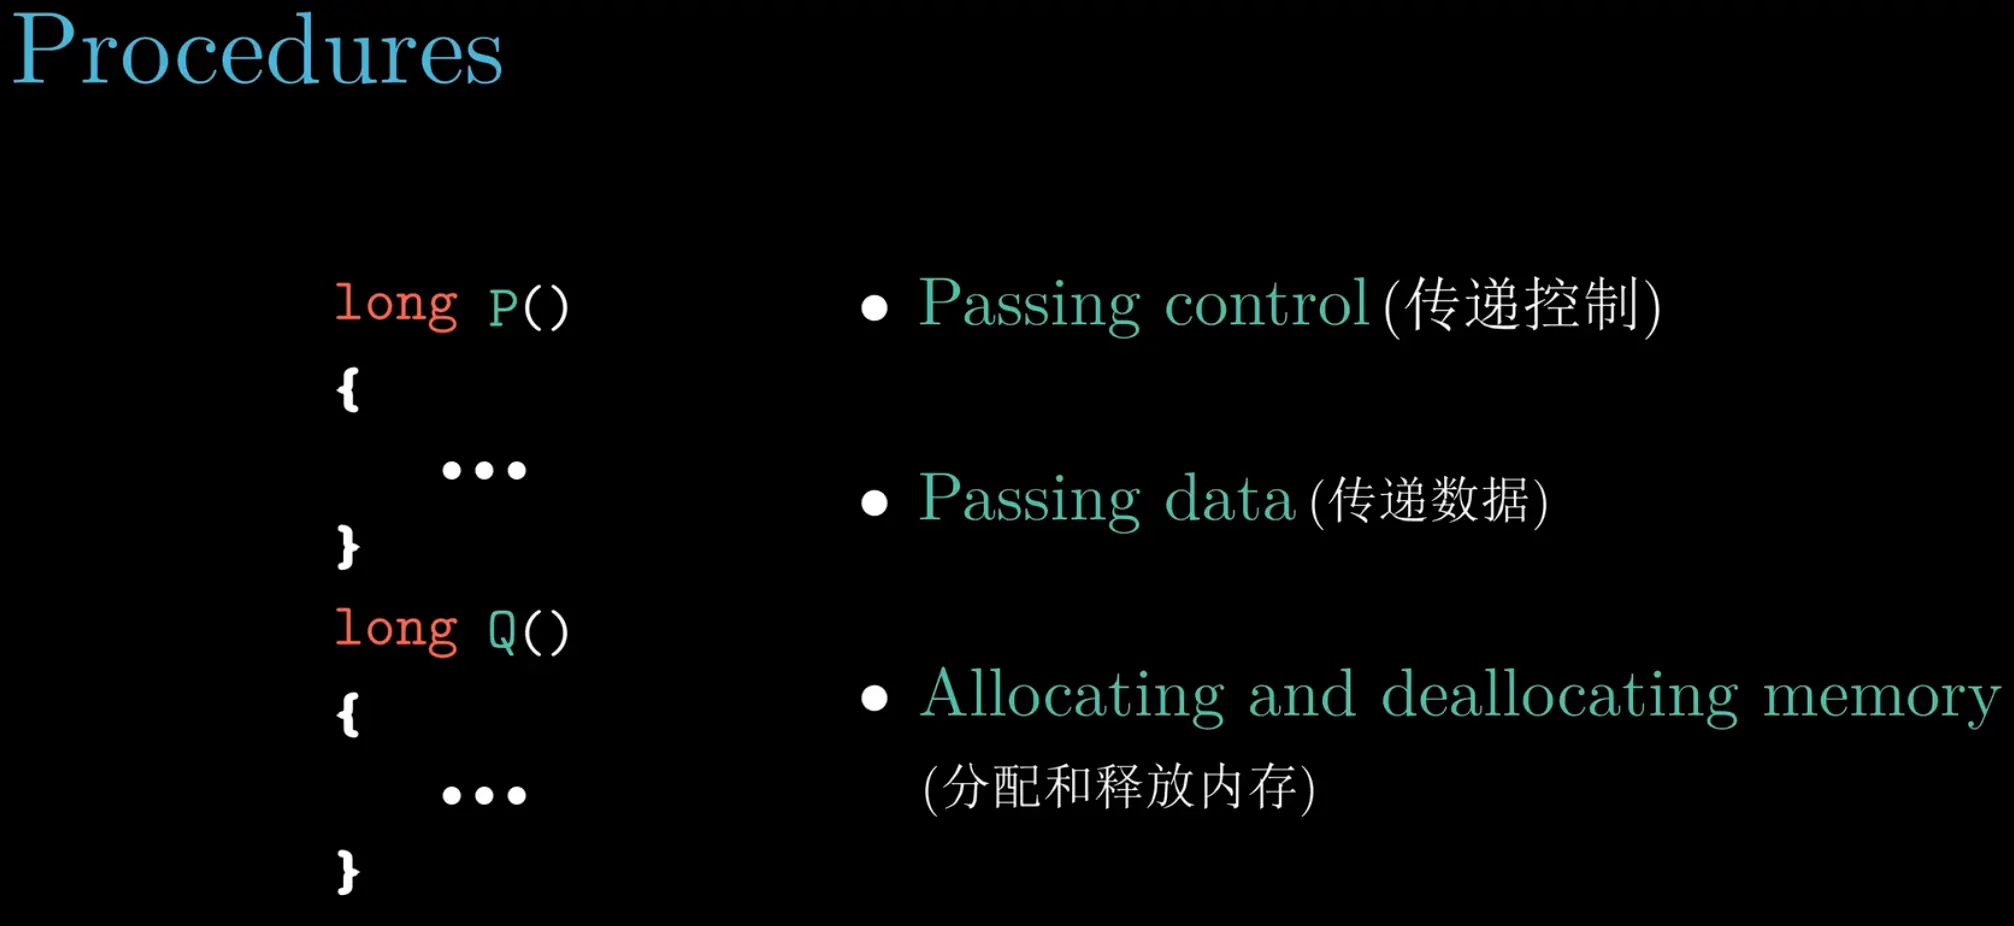 Procedures
long P()
{
•••
}
long Q()
{
•••
}
• Passing control (传递控制)
• Passing data (传递数据)
• Allocating and deallocating memory
(分配和释放内存)